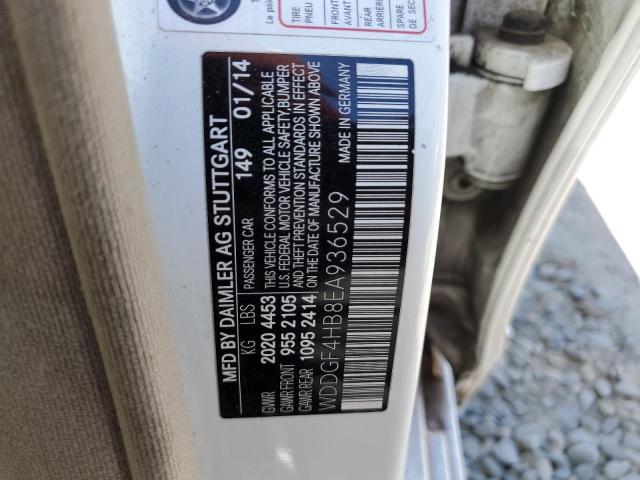 MFD BY DAIMLER AG STUTTGART
KG LBS PASSENGER CAR 149 01/14
GVWR 2020 4453 THIS VEHICLE CONFORMS TO ALL APPLICABLE
GAWR FRONT 955 2105 U.S. FEDERAL MOTOR VEHICLE SAFETY, BUMPER
AND THEFT PREVENTION STANDARDS IN EFFECT
GAWR REAR 1095 2414 ON THE DATE OF MANUFACTURE SHOWN ABOVE
WDDGF4HB8EA936529 MADE IN GERMANY
TIRE
PNEU
FRONT
AVANT
REAR
ARRIÈRE
SPARE
DE SEC